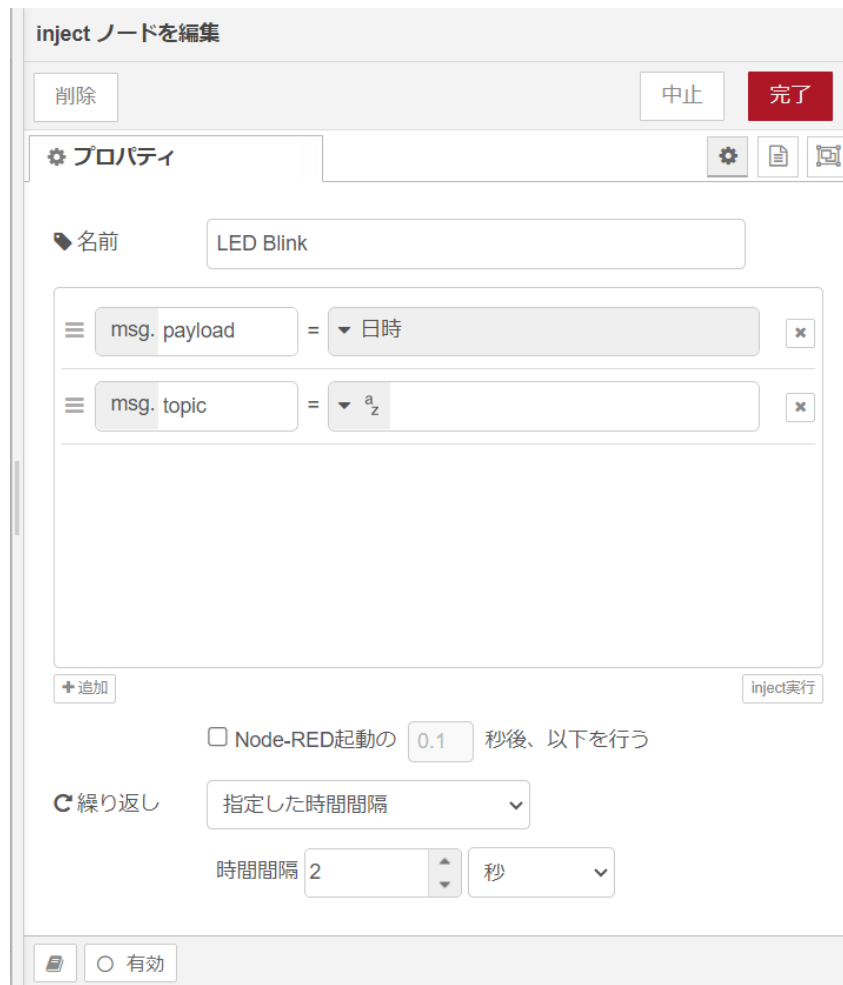 inject ノードを編集
削除 中止 完了
プロパティ
名前 LED Blink
msg. payload = 日時
msg. topic = az
追加 inject実行
Node-RED起動の 0.1 秒後、以下を行う
繰り返し 指定した時間間隔
時間間隔 2 秒
有効